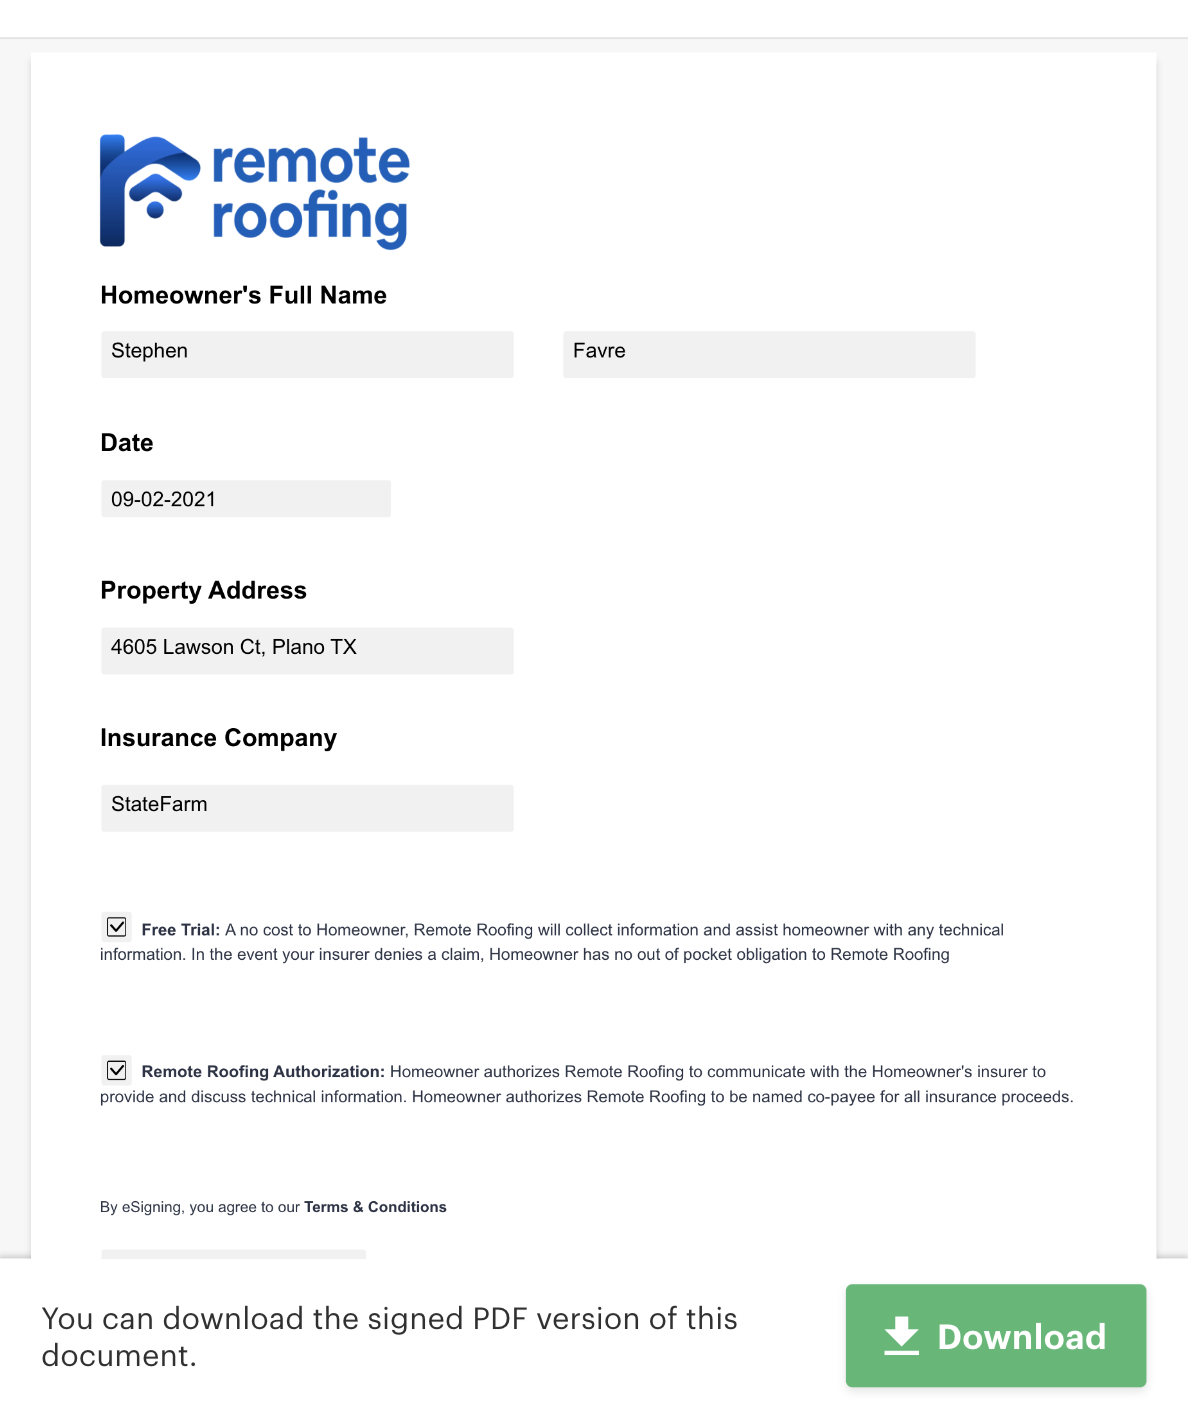 remote
roofing
Homeowner's Full Name
Stephen Favre
Date
09-02-2021
Property Address
4605 Lawson Ct, Plano TX
Insurance Company
StateFarm
Free Trial: A no cost to Homeowner, Remote Roofing will collect information and assist homeowner with any technical
information. In the event your insurer denies a claim, Homeowner has no out of pocket obligation to Remote Roofing
Remote Roofing Authorization: Homeowner authorizes Remote Roofing to communicate with the Homeowner's insurer to
provide and discuss technical information. Homeowner authorizes Remote Roofing to be named co-payee for all insurance proceeds.
By eSigning, you agree to our Terms & Conditions
You can download the signed PDF version of this
document.
Download